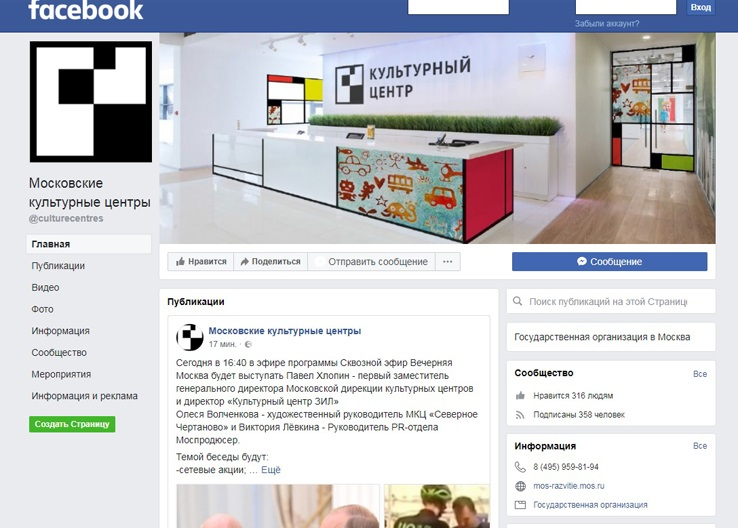 facebook
Вход
Забыли аккаунт?
КУЛЬТУРНЫЙ
ЦЕНТР
Московские
культурные центры
@culturecentres
Главная
Публикации
Видео
Фото
Информация
Сообщество
Мероприятия
Информация и реклама
Создать Страницу
Нравится
Поделиться
Отправить сообщение
...
Сообщение
Публикации
Московские культурные центры
17 мин. ·
Сегодня в 16:40 в эфире программы Сквозной эфир Вечерняя
Москва будет выступать Павел Хлопин - первый заместитель
генерального директора Московской дирекции культурных центров
и директор «Культурный центр ЗИЛ»
Олеся Волченкова - художественный руководитель МКЦ «Северное
Чертаново» и Виктория Лёвкина - Руководитель PR-отдела
Моспродюсер.
Темой беседы будут:
-сетевые акции; ... Ещё
Поиск публикаций на этой Страниц
Государственная организация в Москва
Сообщество
Все
Нравится 316 людям
Подписаны 358 человек
Информация
Все
8 (495) 959-81-94
mos-razvitie.mos.ru
Государственная организация